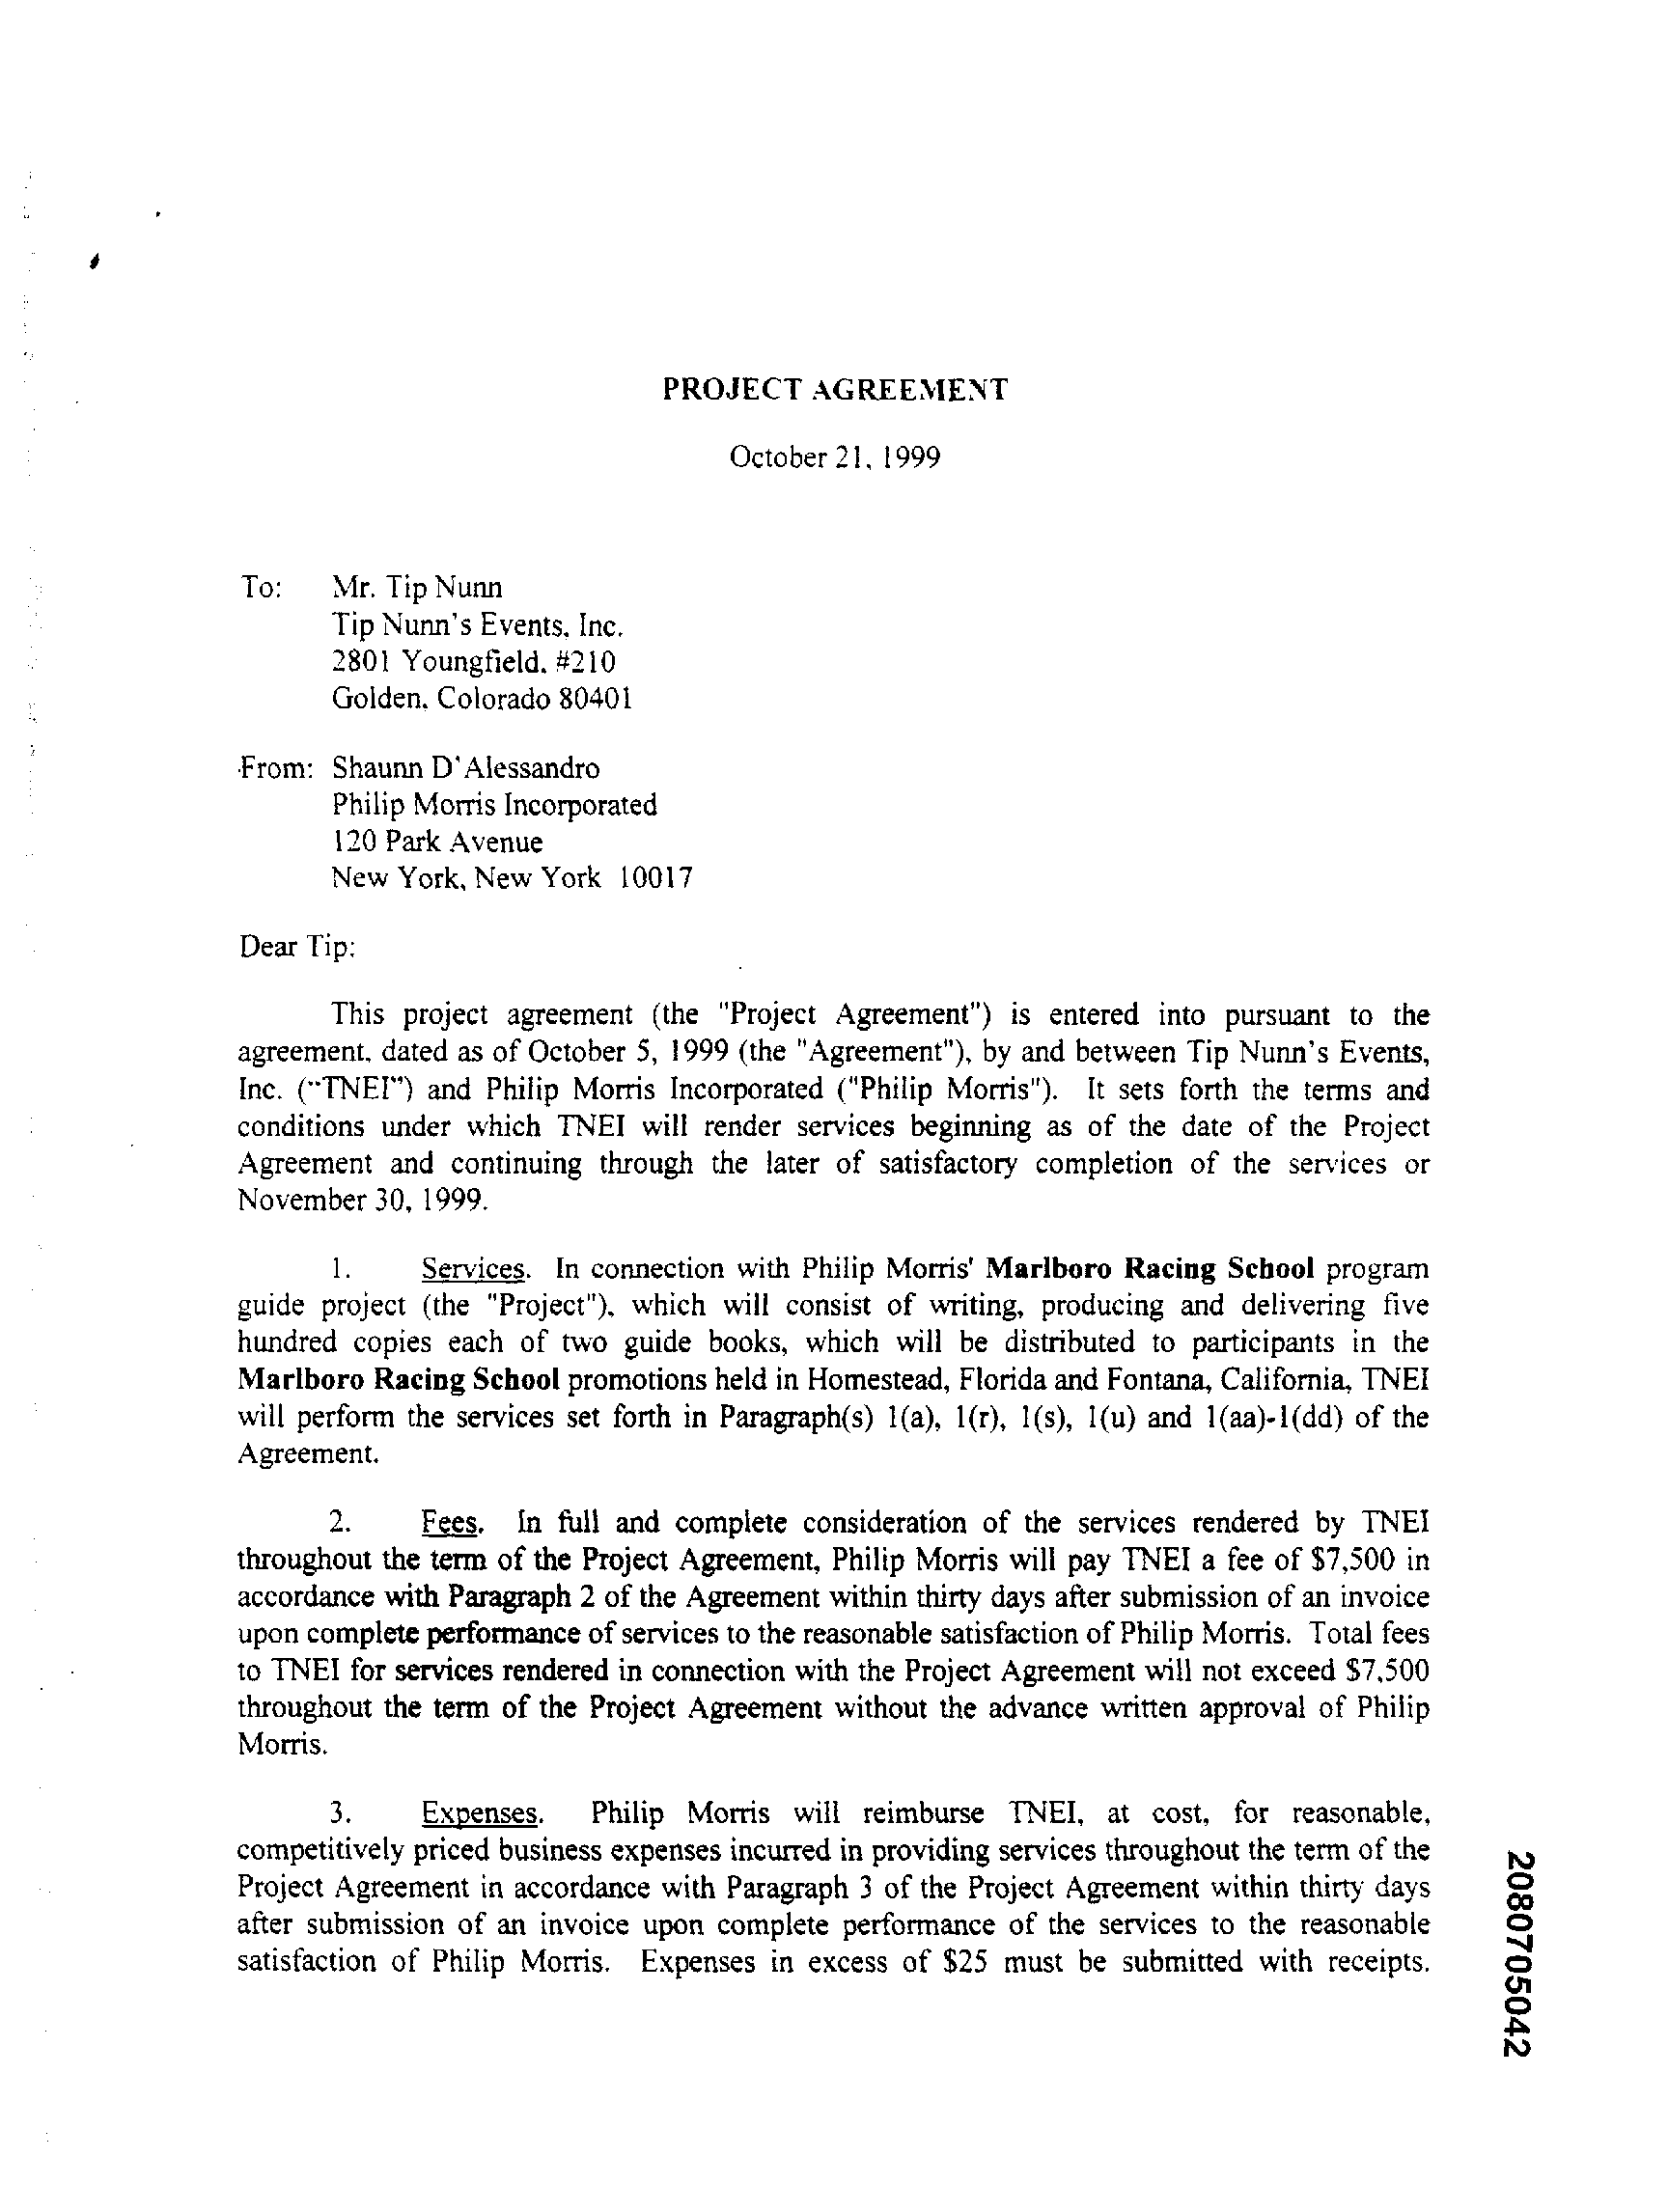 PROJECT AGREEMENT
October 21, 1999
To: Mr. Tip Nunn
Tip Nunn's Events, Inc.
2801 Youngfield, #210
Golden, Colorado 80401
From: Shaunn D'Alessandro
Philip Morris Incorporated
120 Park Avenue
New York, New York 10017
Dear Tip:
This project agreement (the "Project Agreement") is entered into pursuant to the
agreement, dated as of October 5, 1999 (the "Agreement"), by and between Tip Nunn's Events,
Inc. ("TNEI") and Philip Morris Incorporated ("Philip Morris"). It sets forth the terms and
conditions under which TNEI will render services beginning as of the date of the Project
Agreement and continuing through the later of satisfactory completion of the services or
November 30, 1999.
1. Services. In connection with Philip Morris' Marlboro Racing School program
guide project (the "Project"), which will consist of writing, producing and delivering five
hundred copies each of two guide books, which will be distributed to participants in the
Marlboro Racing School promotions held in Homestead, Florida and Fontana, California, TNEI
will perform the services set forth in Paragraph(s) 1(a), 1(r), 1(s), 1(u) and 1(aa)-1(dd) of the
Agreement.
2. Fees. In full and complete consideration of the services rendered by TNEI
throughout the term of the Project Agreement, Philip Morris will pay TNEI a fee of $7,500 in
accordance with Paragraph 2 of the Agreement within thirty days after submission of an invoice
upon complete performance of services to the reasonable satisfaction of Philip Morris. Total fees
to TNEI for services rendered in connection with the Project Agreement will not exceed $7,500
throughout the term of the Project Agreement without the advance written approval of Philip
Morris.
3. Expenses. Philip Morris will reimburse TNEI, at cost, for reasonable,
competitively priced business expenses incurred in providing services throughout the term of the
Project Agreement in accordance with Paragraph 3 of the Project Agreement within thirty days
after submission of an invoice upon complete performance of the services to the reasonable
satisfaction of Philip Morris. Expenses in excess of $25 must be submitted with receipts.
2080705042